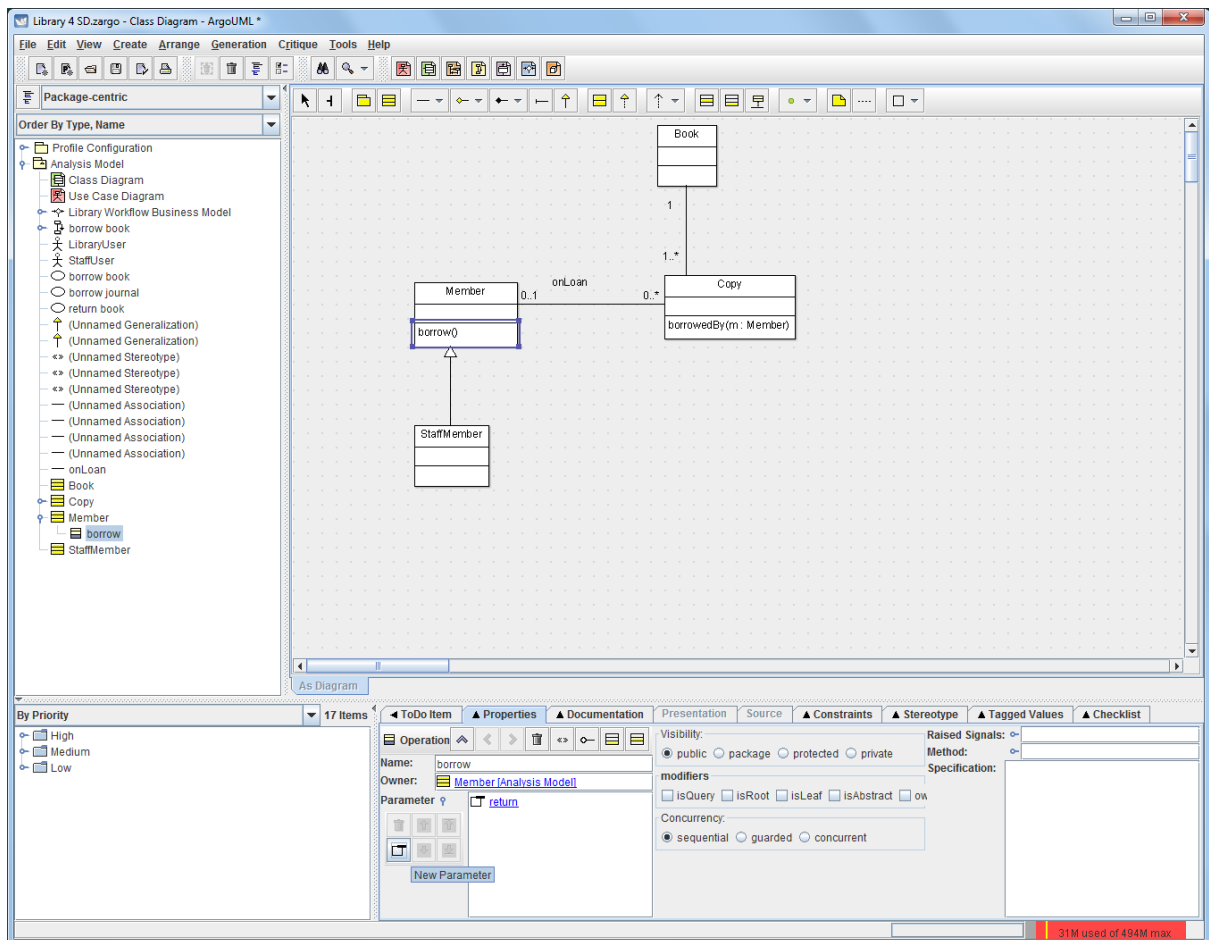 Library 4 SD.zargo - Class Diagram - ArgoUML *
File Edit View Create Arrange Generation Critique Tools Help
Package-centric
Order By Type, Name
Profile Configuration
Analysis Model
Class Diagram
Use Case Diagram
Library Workflow Business Model
borrow book
LibraryUser
StaffUser
borrow book
borrow journal
return book
(Unnamed Generalization)
(Unnamed Generalization)
«» (Unnamed Stereotype)
«» (Unnamed Stereotype)
«» (Unnamed Stereotype)
(Unnamed Association)
(Unnamed Association)
(Unnamed Association)
(Unnamed Association)
onLoan
Book
Copy
Member
borrow
StaffMember
Book
1
1..*
Member
0..1
onLoan
0..*
Copy
borrow()
borrowedBy(m : Member)
StaffMember
As Diagram
By Priority
17 Items
High
Medium
Low
ToDo Item Properties Documentation Presentation Source Constraints Stereotype Tagged Values Checklist
Operation
Name: borrow
Owner: Member [Analysis Model]
Parameter return
New Parameter
Visibility:
public package protected private
modifiers
isQuery isRoot isLeaf isAbstract ow
Concurrency:
sequential guarded concurrent
Raised Signals:
Method:
Specification:
31M used of 494M max